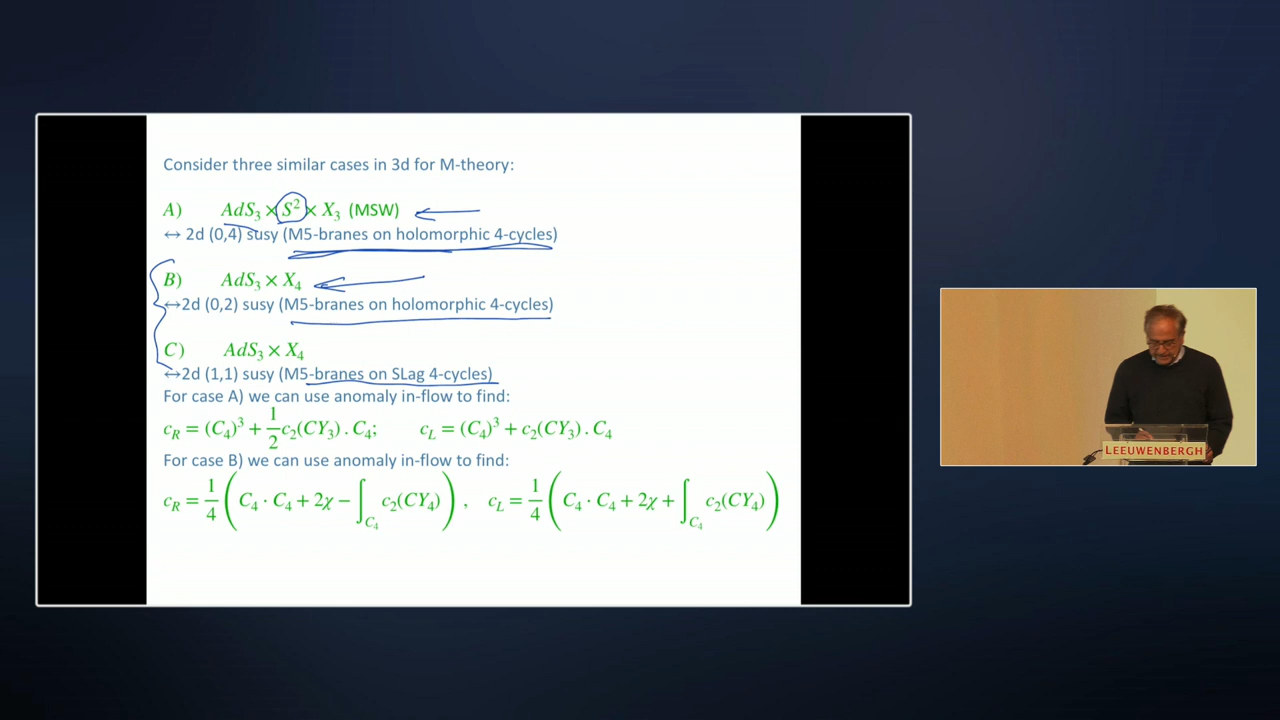 Consider three similar cases in 3d for M-theory:
A) AdS₃ × S² × X₃ (MSW)
↔ 2d (0,4) susy (M5-branes on holomorphic 4-cycles)
B) AdS₃ × X₄
↔2d (0,2) susy (M5-branes on holomorphic 4-cycles)
C) AdS₃ × X₄
↔2d (1,1) susy (M5-branes on SLag 4-cycles)
For case A) we can use anomaly in-flow to find:
c_R = (C₄)³ + 1/2 c₂(CY₃) . C₄; c_L = (C₄)³ + c₂(CY₃) . C₄
For case B) we can use anomaly in-flow to find:
c_R = 1/4 ( C₄ · C₄ + 2χ − ∫_{C₄} c₂(CY₄) ) , c_L = 1/4 ( C₄ · C₄ + 2χ + ∫_{C₄} c₂(CY₄) )
LEEUWENBERGH